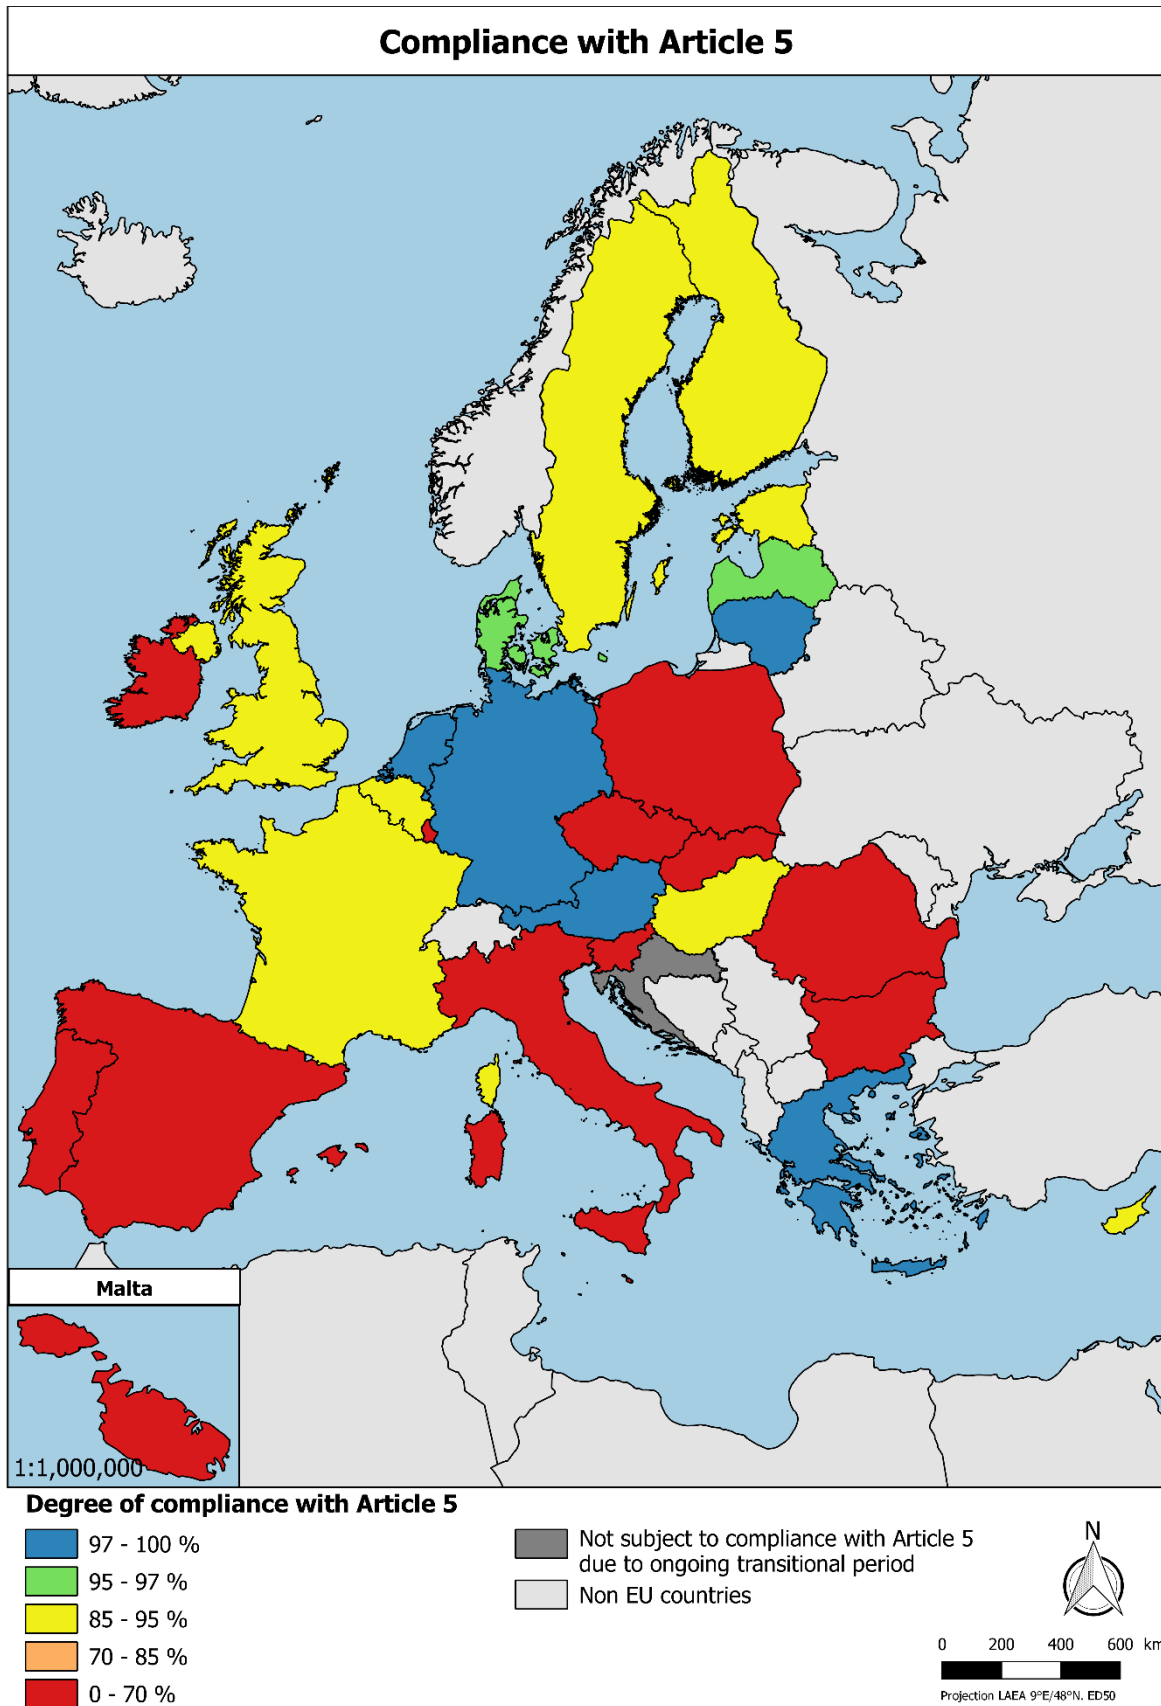 Compliance with Article 5
Malta
1:1,000,000
Degree of compliance with Article 5
97 - 100 %
95 - 97 %
85 - 95 %
70 - 85 %
0 - 70 %
Not subject to compliance with Article 5
due to ongoing transitional period
Non EU countries
N
0 200 400 600 km
Projection LAEA 9°E/48°N. ED50